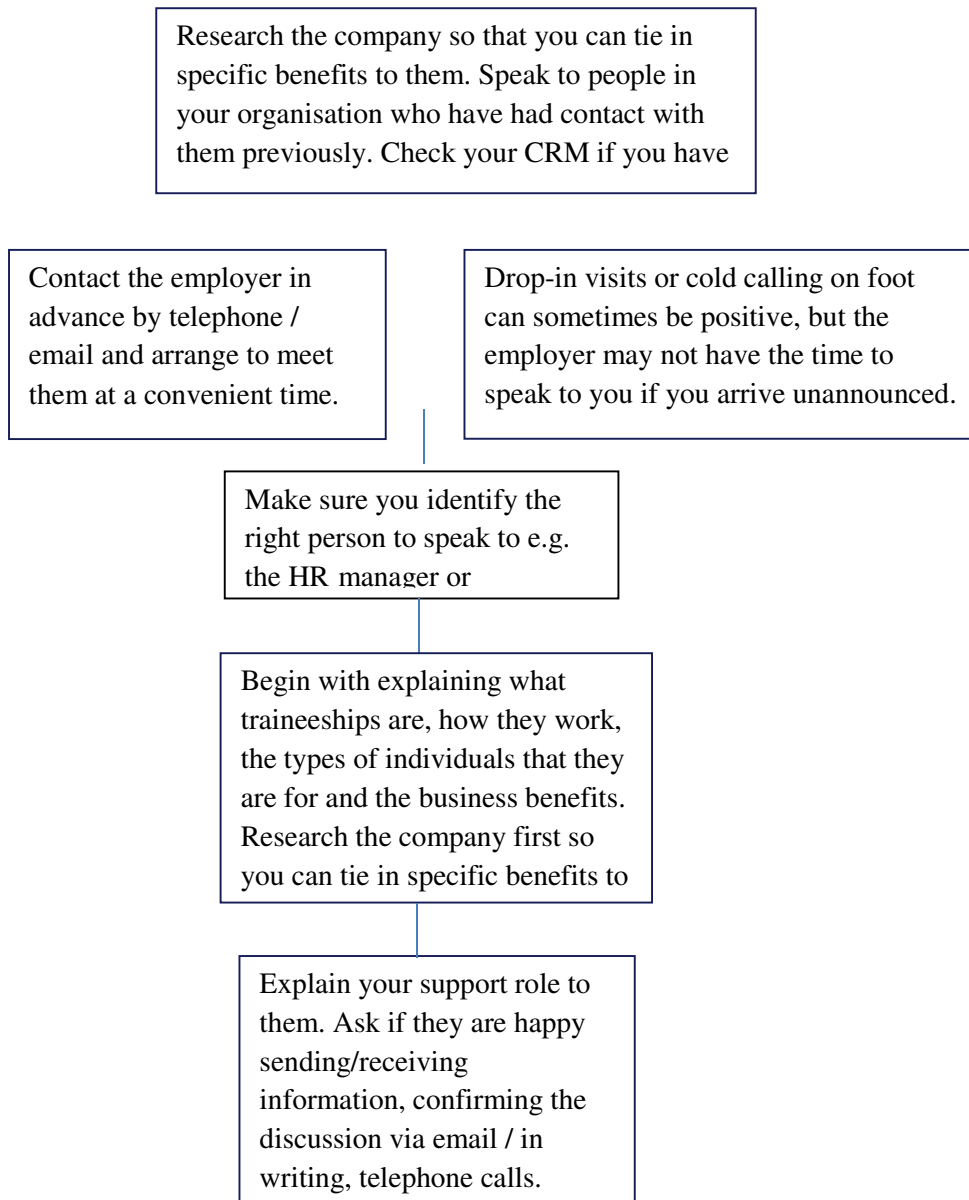 Research the company so that you can tie in
specific benefits to them. Speak to people in
your organisation who have had contact with
them previously. Check your CRM if you have
Contact the employer in
advance by telephone /
email and arrange to meet
them at a convenient time.
Drop-in visits or cold calling on foot
can sometimes be positive, but the
employer may not have the time to
speak to you if you arrive unannounced.
Make sure you identify the
right person to speak to e.g.
the HR manager or
Begin with explaining what
traineeships are, how they work,
the types of individuals that they
are for and the business benefits.
Research the company first so
you can tie in specific benefits to
Explain your support role to
them. Ask if they are happy
sending/receiving
information, confirming the
discussion via email / in
writing, telephone calls.